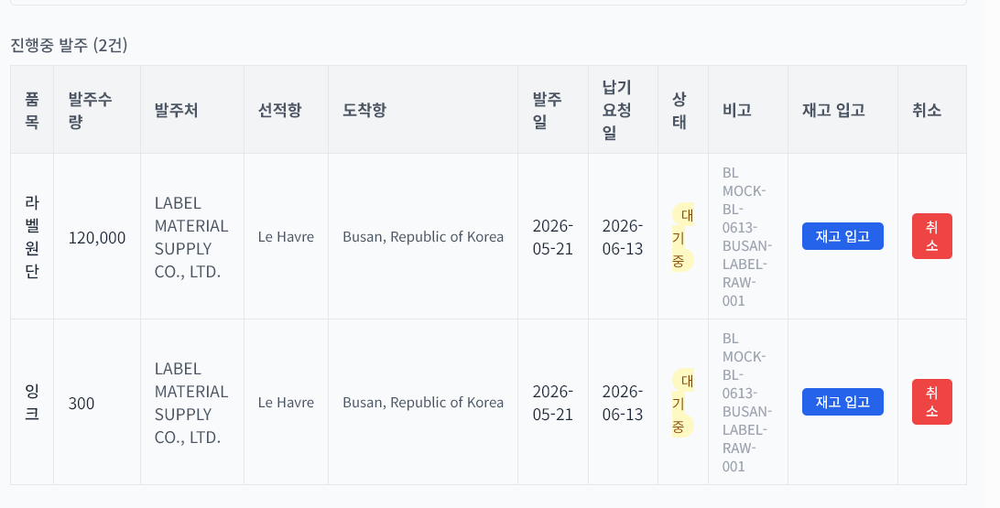 진행중 발주 (2건)
품
목
발주수
량
발주처
선적항
도착항
발주
일
납기
요청
일
상
태
비고
재고 입고
취소
라
벨
원
단
120,000
LABEL
MATERIAL
SUPPLY
CO., LTD.
Le Havre
Busan, Republic of Korea
2026-
05-21
2026-
06-13
대
기
중
BL
MOCK-
BL-
0613-
BUSAN-
LABEL-
RAW-
001
재고 입고
취
소
잉
크
300
LABEL
MATERIAL
SUPPLY
CO., LTD.
Le Havre
Busan, Republic of Korea
2026-
05-21
2026-
06-13
대
기
중
BL
MOCK-
BL-
0613-
BUSAN-
LABEL-
RAW-
001
재고 입고
취
소